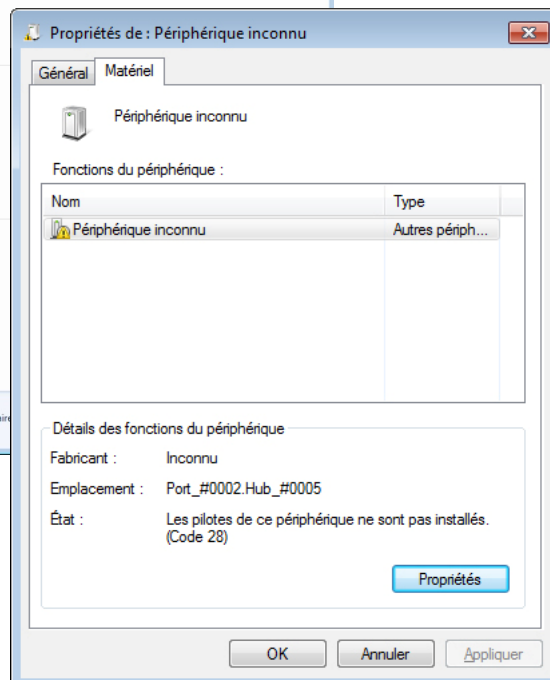 Propriétés de : Périphérique inconnu
Général
Matériel
Périphérique inconnu
Fonctions du périphérique :
Nom Type
Périphérique inconnu Autres périph...
Détails des fonctions du périphérique
Fabricant : Inconnu
Emplacement : Port_#0002.Hub_#0005
État : Les pilotes de ce périphérique ne sont pas installés.
(Code 28)
Propriétés
OK Annuler Appliquer